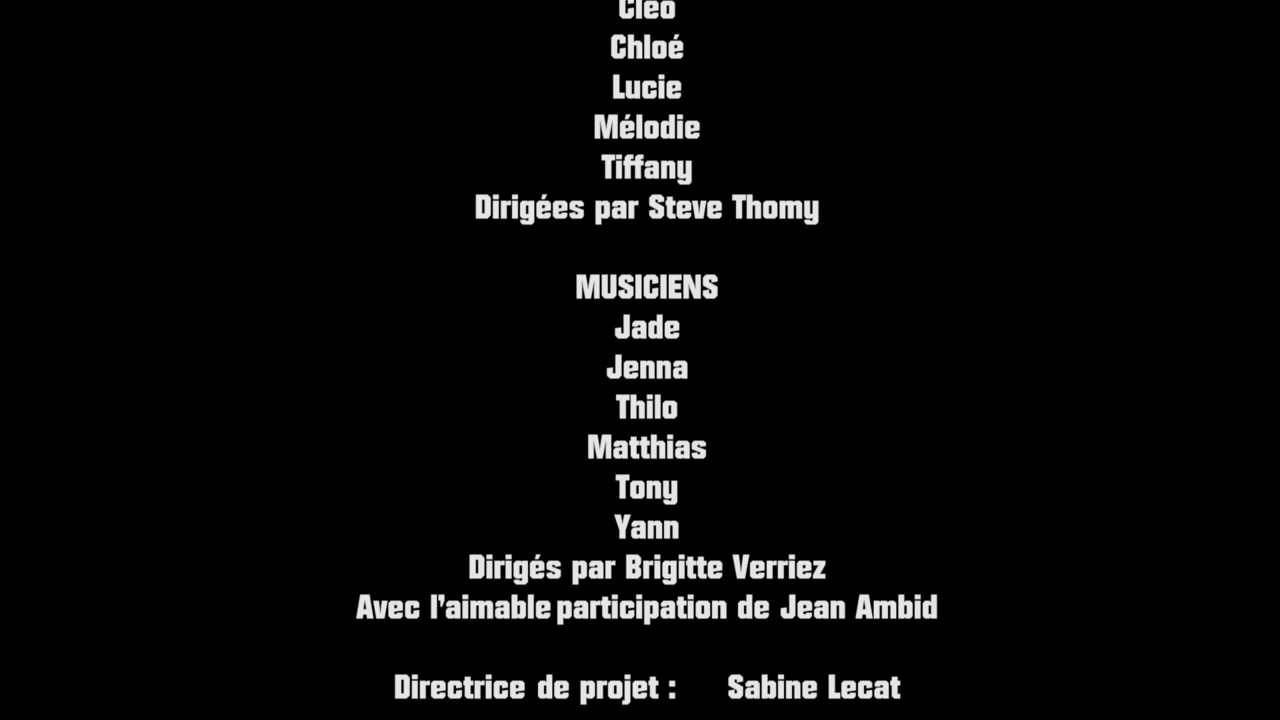 Cléo
Chloé
Lucie
Mélodie
Tiffany
Dirigées par Steve Thomy
MUSICIENS
Jade
Jenna
Thilo
Matthias
Tony
Yann
Dirigés par Brigitte Verriez
Avec l'aimable participation de Jean Ambid
Directrice de projet : Sabine Lecat